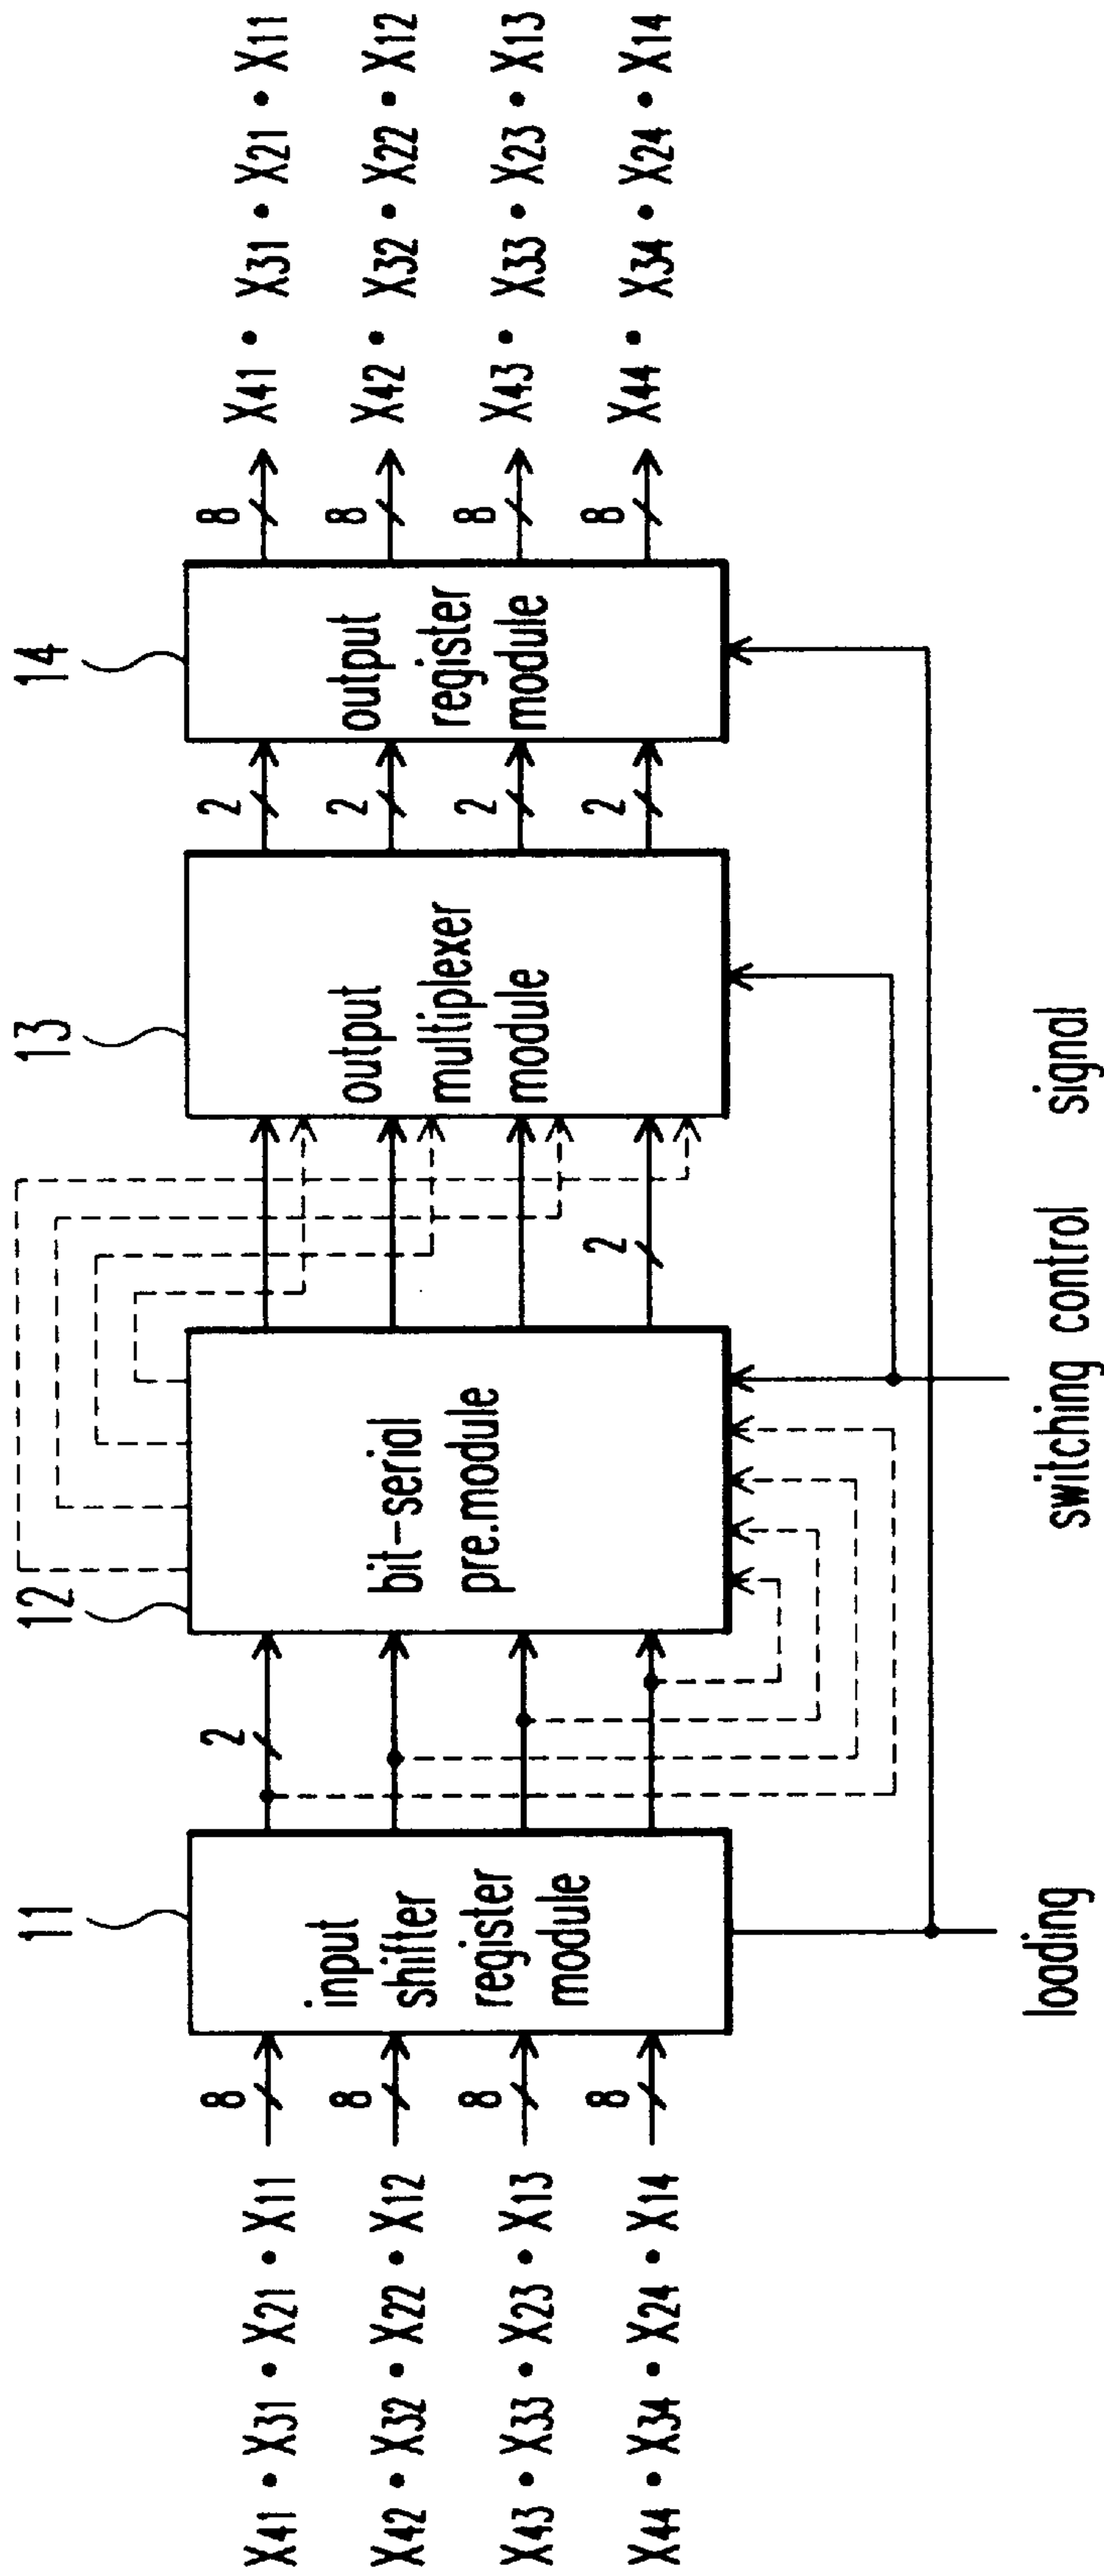 11
12
13
14
X41 • X31 • X21 • X11
X42 • X32 • X22 • X12
X43 • X33 • X23 • X13
X44 • X34 • X24 • X14
8
8
8
8
input
shifter
register
module
2
bit-serial
pre.module
2
output
multiplexer
module
2
2
2
2
output
register
module
8
8
8
8
X41 • X31 • X21 • X11
X42 • X32 • X22 • X12
X43 • X33 • X23 • X13
X44 • X34 • X24 • X14
loading
switching control signal